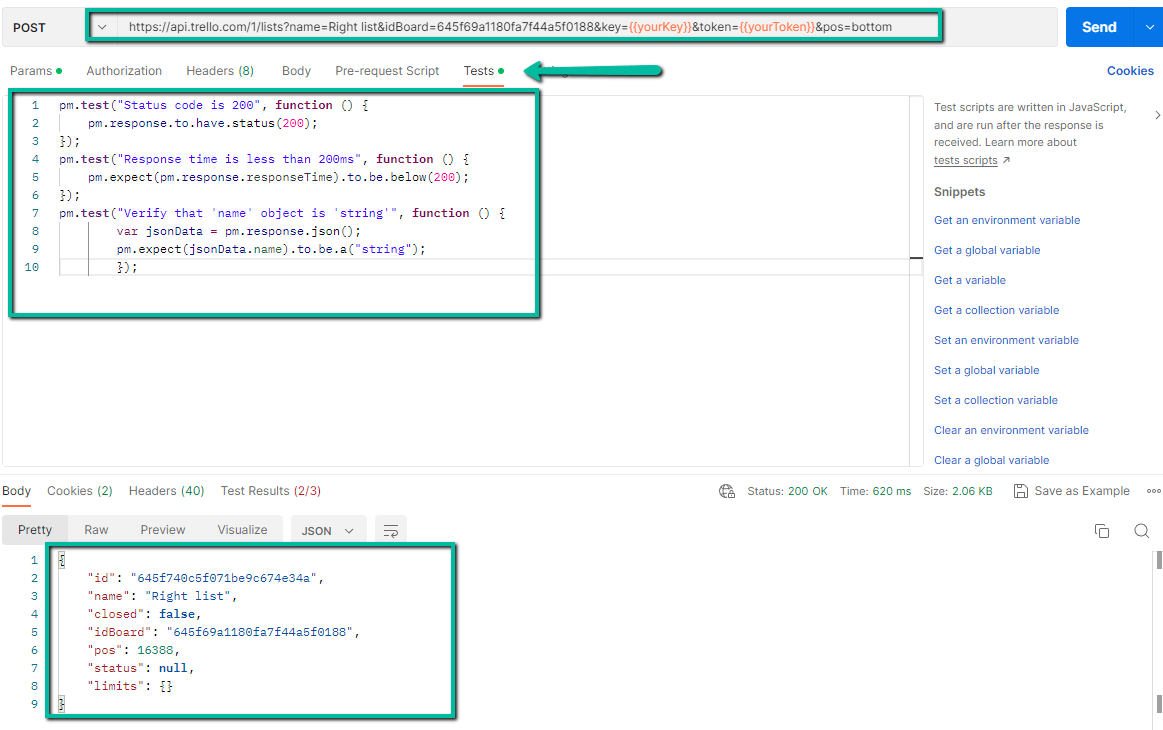 POST https://api.trello.com/1/lists?name=Right list&idBoard=645f69a1180fa7f44a5f0188&key={{yourKey}}&token={{yourToken}}&pos=bottom Send
Params Authorization Headers (8) Body Pre-request Script Tests Cookies
1 pm.test("Status code is 200", function () {
2 pm.response.to.have.status(200);
3 });
4 pm.test("Response time is less than 200ms", function () {
5 pm.expect(pm.response.responseTime).to.be.below(200);
6 });
7 pm.test("Verify that 'name' object is 'string'", function () {
8 var jsonData = pm.response.json();
9 pm.expect(jsonData.name).to.be.a("string");
10 });
Test scripts are written in JavaScript,
and are run after the response is
received. Learn more about
tests scripts ↗
Snippets
Get an environment variable
Get a global variable
Get a variable
Get a collection variable
Set an environment variable
Set a global variable
Set a collection variable
Clear an environment variable
Clear a global variable
Body Cookies (2) Headers (40) Test Results (2/3) Status: 200 OK Time: 620 ms Size: 2.06 KB Save as Example
Pretty Raw Preview Visualize JSON
1 {
2 "id": "645f740c5f071be9c674e34a",
3 "name": "Right list",
4 "closed": false,
5 "idBoard": "645f69a1180fa7f44a5f0188",
6 "pos": 16388,
7 "status": null,
8 "limits": {}
9 }